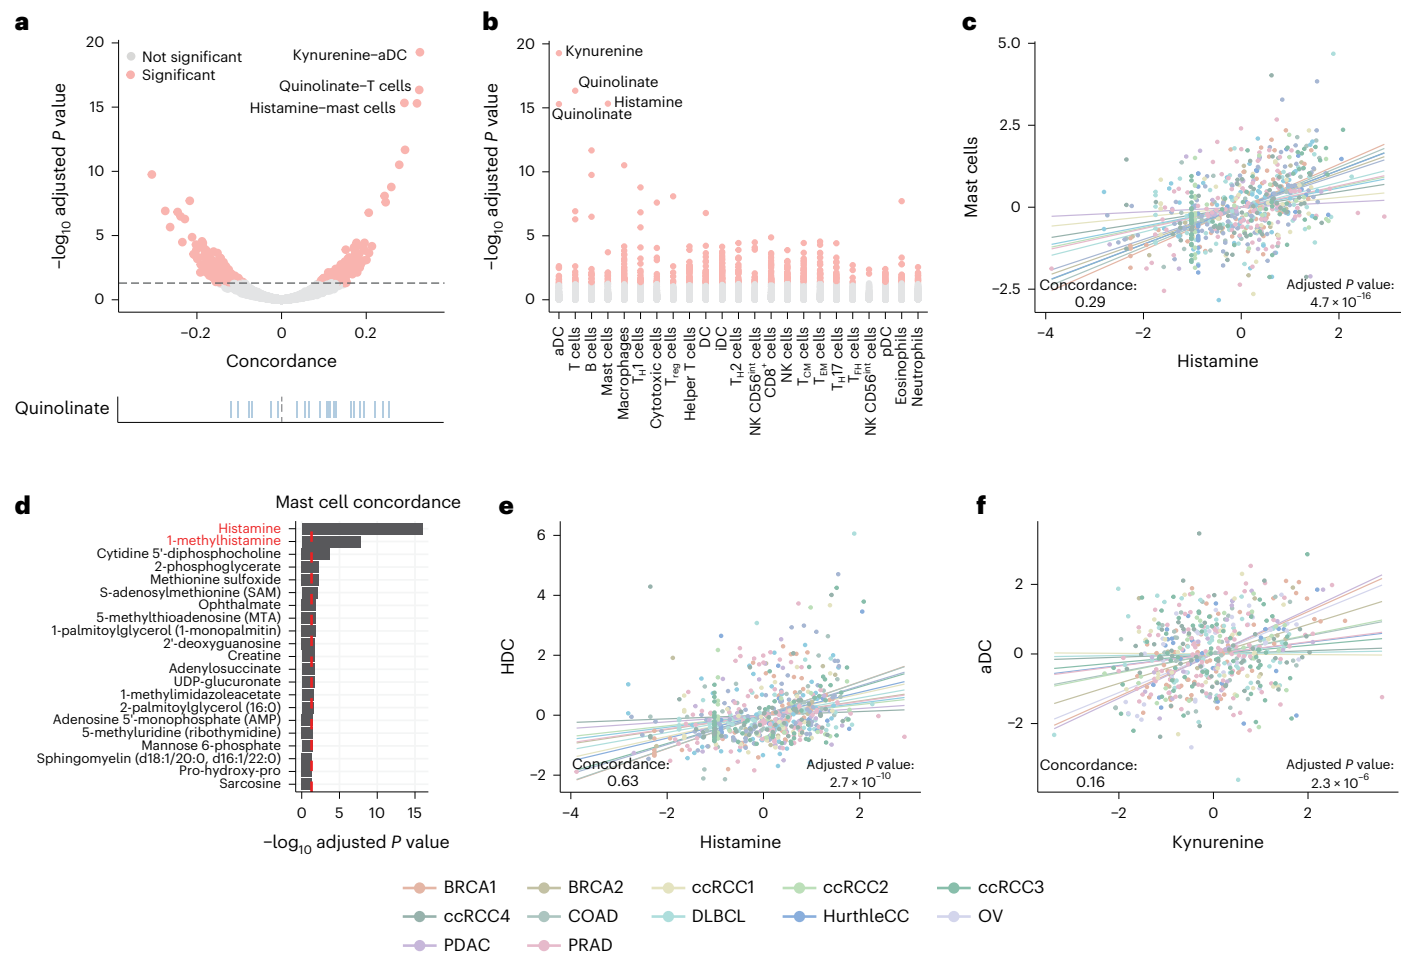 a
20
15
10
5
0
−log10 adjusted P value
Not significant
Significant
Kynurenine–aDC
Quinolinate–T cells
Histamine–mast cells
−0.2
0
0.2
Concordance
Quinolinate
b
20
15
10
5
0
−log10 adjusted P value
Kynurenine
Quinolinate
Histamine
Quinolinate
aDC
T cells
B cells
Mast cells
Macrophages
TH1 cells
Cytotoxic cells
Treg cells
Helper T cells
DC
iDC
TH2 cells
NK CD56int cells
CD8+ cells
NK cells
TCM cells
TEM cells
TH17 cells
TFH cells
NK CD56int cells
pDC
Eosinophils
Neutrophils
c
5.0
2.5
0
−2.5
Mast cells
Concordance:
0.29
Adjusted P value:
4.7 × 10−16
−4
−2
0
2
Histamine
d
Mast cell concordance
Histamine
1-methylhistamine
Cytidine 5'-diphosphocholine
2-phosphoglycerate
Methionine sulfoxide
S-adenosylmethionine (SAM)
Ophthalmate
5-methylthioadenosine (MTA)
1-palmitoylglycerol (1-monopalmitin)
2'-deoxyguanosine
Creatine
Adenylosuccinate
UDP-glucuronate
1-methylimidazoleacetate
2-palmitoylglycerol (16:0)
Adenosine 5'-monophosphate (AMP)
5-methyluridine (ribothymidine)
Mannose 6-phosphate
Sphingomyelin (d18:1/20:0, d16:1/22:0)
Pro-hydroxy-pro
Sarcosine
0
5
10
15
−log10 adjusted P value
e
6
4
2
0
−2
HDC
Concordance:
0.63
Adjusted P value:
2.7 × 10−10
−4
−2
0
2
Histamine
f
2
0
−2
aDC
Concordance:
0.16
Adjusted P value:
2.3 × 10−6
−2
0
2
Kynurenine
BRCA1
BRCA2
ccRCC1
ccRCC2
ccRCC3
ccRCC4
COAD
DLBCL
HurthleCC
OV
PDAC
PRAD